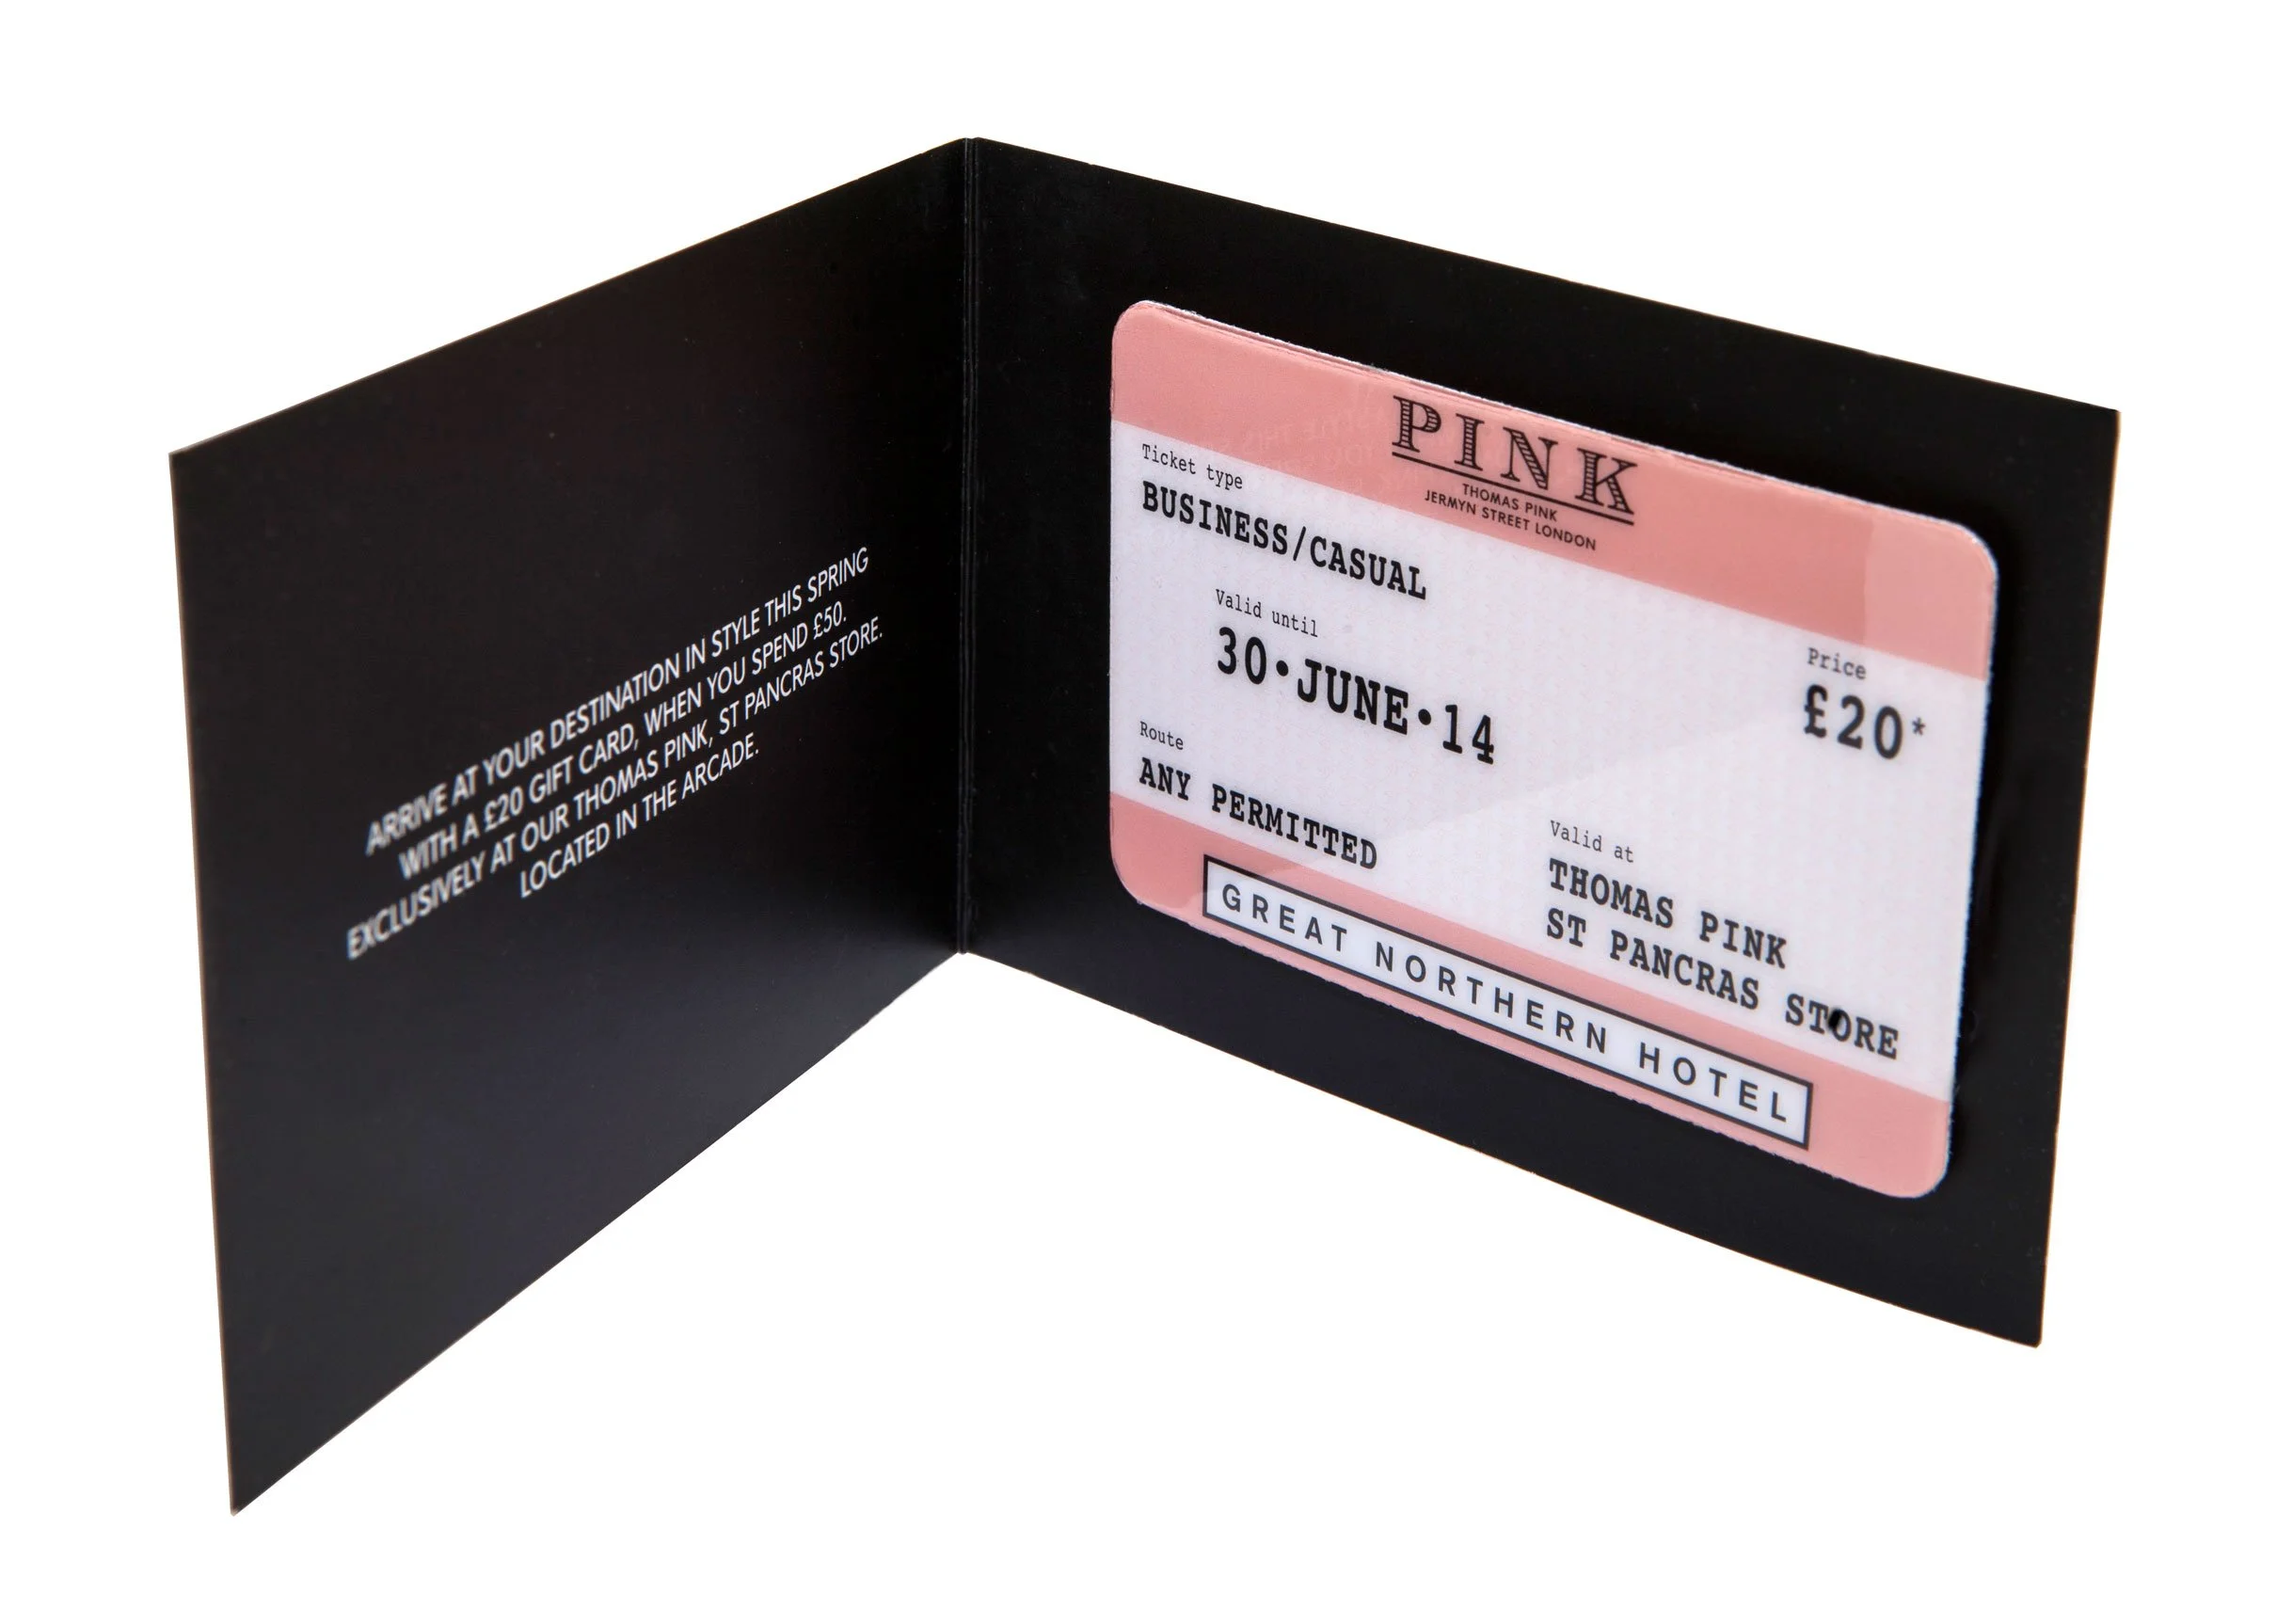 ARRIVE AT YOUR DESTINATION IN STYLE THIS SPRING
WITH A £20 GIFT CARD, WHEN YOU SPEND £50.
EXCLUSIVELY AT OUR THOMAS PINK, ST PANCRAS STORE.
LOCATED IN THE ARCADE.
PINK
THOMAS PINK
JERMYN STREET LONDON
Ticket type
BUSINESS/CASUAL
Valid until
30•JUNE•14
Price
£20*
Route
ANY PERMITTED
Valid at
THOMAS PINK
ST PANCRAS STORE
GREAT NORTHERN HOTEL